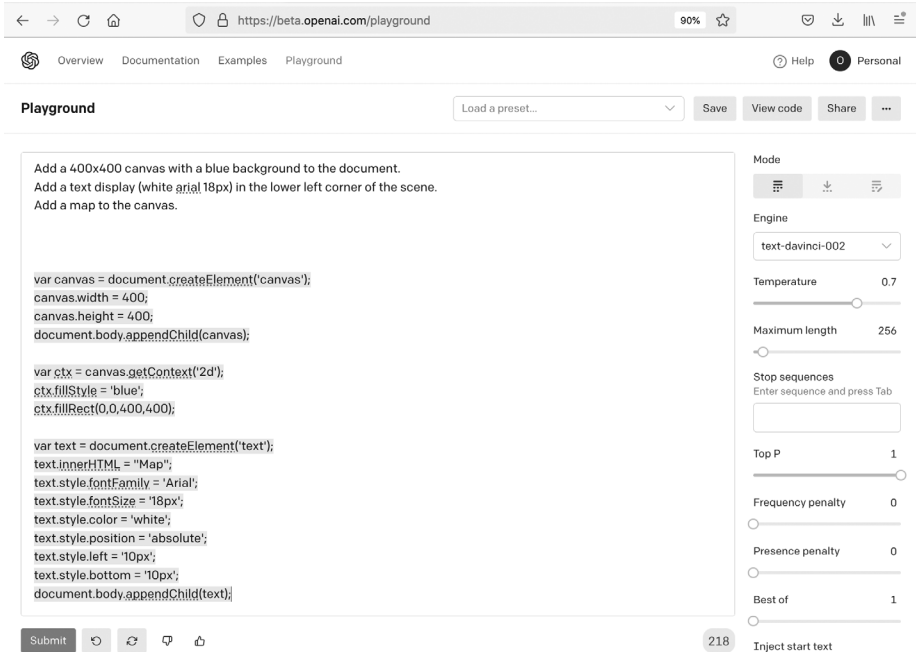 https://beta.openai.com/playground
90%
Overview Documentation Examples Playground
Help O Personal
Playground
Load a preset... Save View code Share ...
Add a 400x400 canvas with a blue background to the document.
Add a text display (white arial 18px) in the lower left corner of the scene.
Add a map to the canvas.
var canvas = document.createElement('canvas');
canvas.width = 400;
canvas.height = 400;
document.body.appendChild(canvas);
var ctx = canvas.getContext('2d');
ctx.fillStyle = 'blue';
ctx.fillRect(0,0,400,400);
var text = document.createElement('text');
text.innerHTML = "Map";
text.style.fontFamily = 'Arial';
text.style.fontSize = '18px';
text.style.color = 'white';
text.style.position = 'absolute';
text.style.left = '10px';
text.style.bottom = '10px';
document.body.appendChild(text);
Submit
218
Mode
Engine
text-davinci-002
Temperature 0.7
Maximum length 256
Stop sequences
Enter sequence and press Tab
Top P 1
Frequency penalty 0
Presence penalty 0
Best of 1
Inject start text